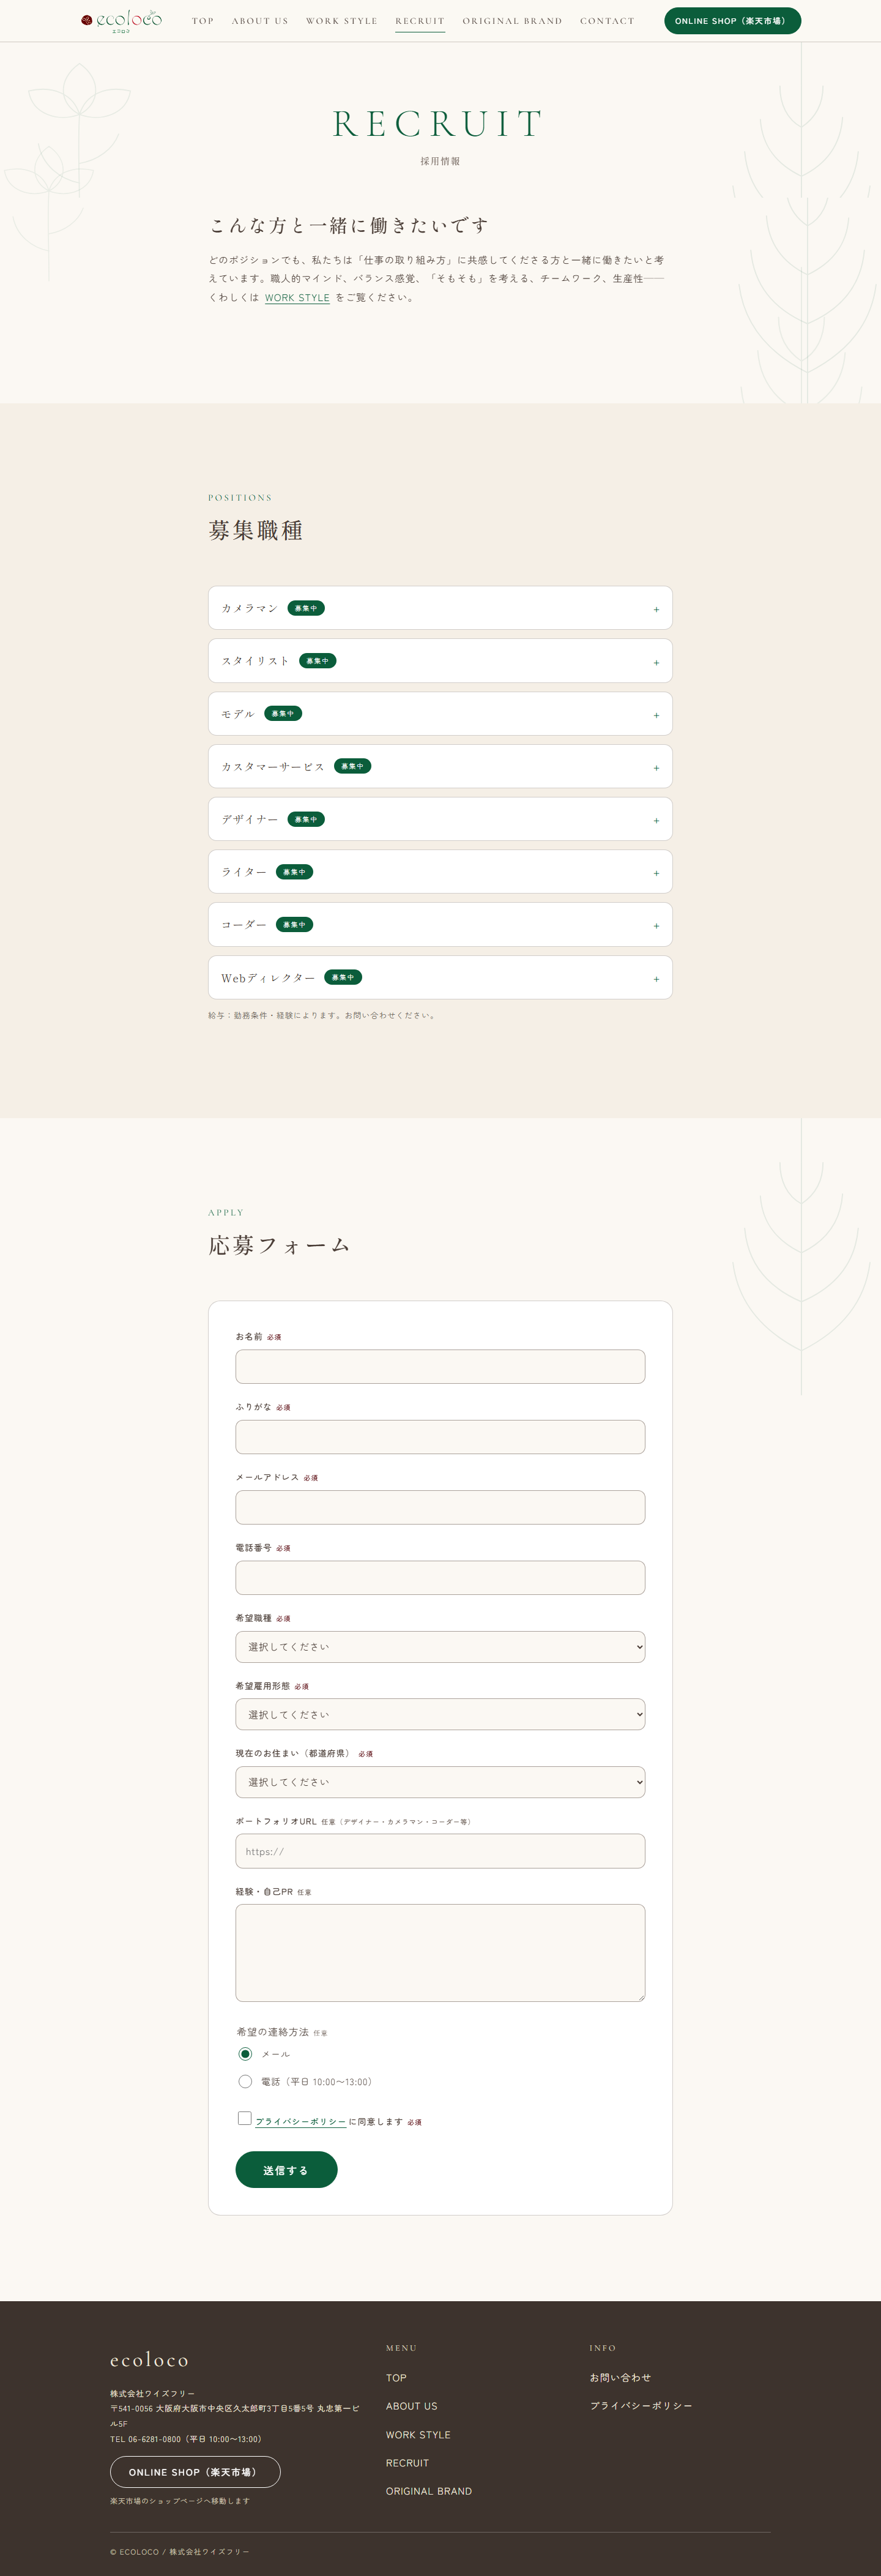 ecoloco
エコロコ
TOP
ABOUT US
WORK STYLE
RECRUIT
ORIGINAL BRAND
CONTACT
ONLINE SHOP（楽天市場）
RECRUIT
採用情報
こんな方と一緒に働きたいです
どのポジションでも、私たちは「仕事の取り組み方」に共感してくださる方と一緒に働きたいと考
えています。職人的マインド、バランス感覚、「そもそも」を考える、チームワーク、生産性——
くわしくは WORK STYLE をご覧ください。
POSITIONS
募集職種
カメラマン 募集中 +
スタイリスト 募集中 +
モデル 募集中 +
カスタマーサービス 募集中 +
デザイナー 募集中 +
ライター 募集中 +
コーダー 募集中 +
Webディレクター 募集中 +
給与：勤務条件・経験によります。お問い合わせください。
APPLY
応募フォーム
お名前 必須
ふりがな 必須
メールアドレス 必須
電話番号 必須
希望職種 必須
選択してください
希望雇用形態 必須
選択してください
現在のお住まい（都道府県） 必須
選択してください
ポートフォリオURL 任意（デザイナー・カメラマン・コーダー等）
https://
経験・自己PR 任意
希望の連絡方法 任意
メール
電話（平日 10:00〜13:00）
プライバシーポリシー に同意します 必須
送信する
ecoloco
株式会社ワイズフリー
〒541-0056 大阪府大阪市中央区久太郎町3丁目5番5号 丸忠第一ビ
ル5F
TEL 06-6281-0800（平日 10:00〜13:00）
ONLINE SHOP（楽天市場）
楽天市場のショップページへ移動します
MENU
TOP
ABOUT US
WORK STYLE
RECRUIT
ORIGINAL BRAND
INFO
お問い合わせ
プライバシーポリシー
© ECOLOCO / 株式会社ワイズフリー